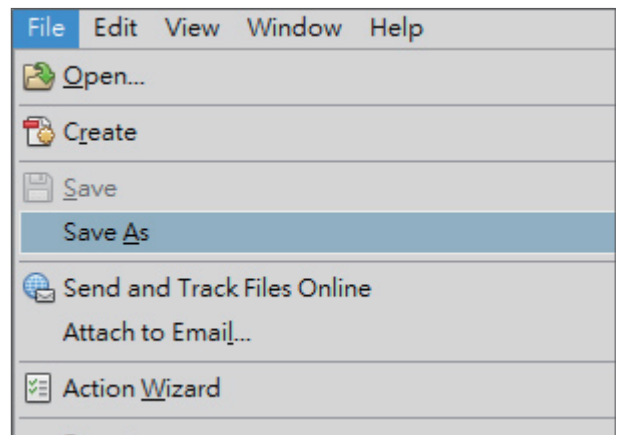 File Edit View Window Help
Open...
Create
Save
Save As
Send and Track Files Online
Attach to Email...
Action Wizard